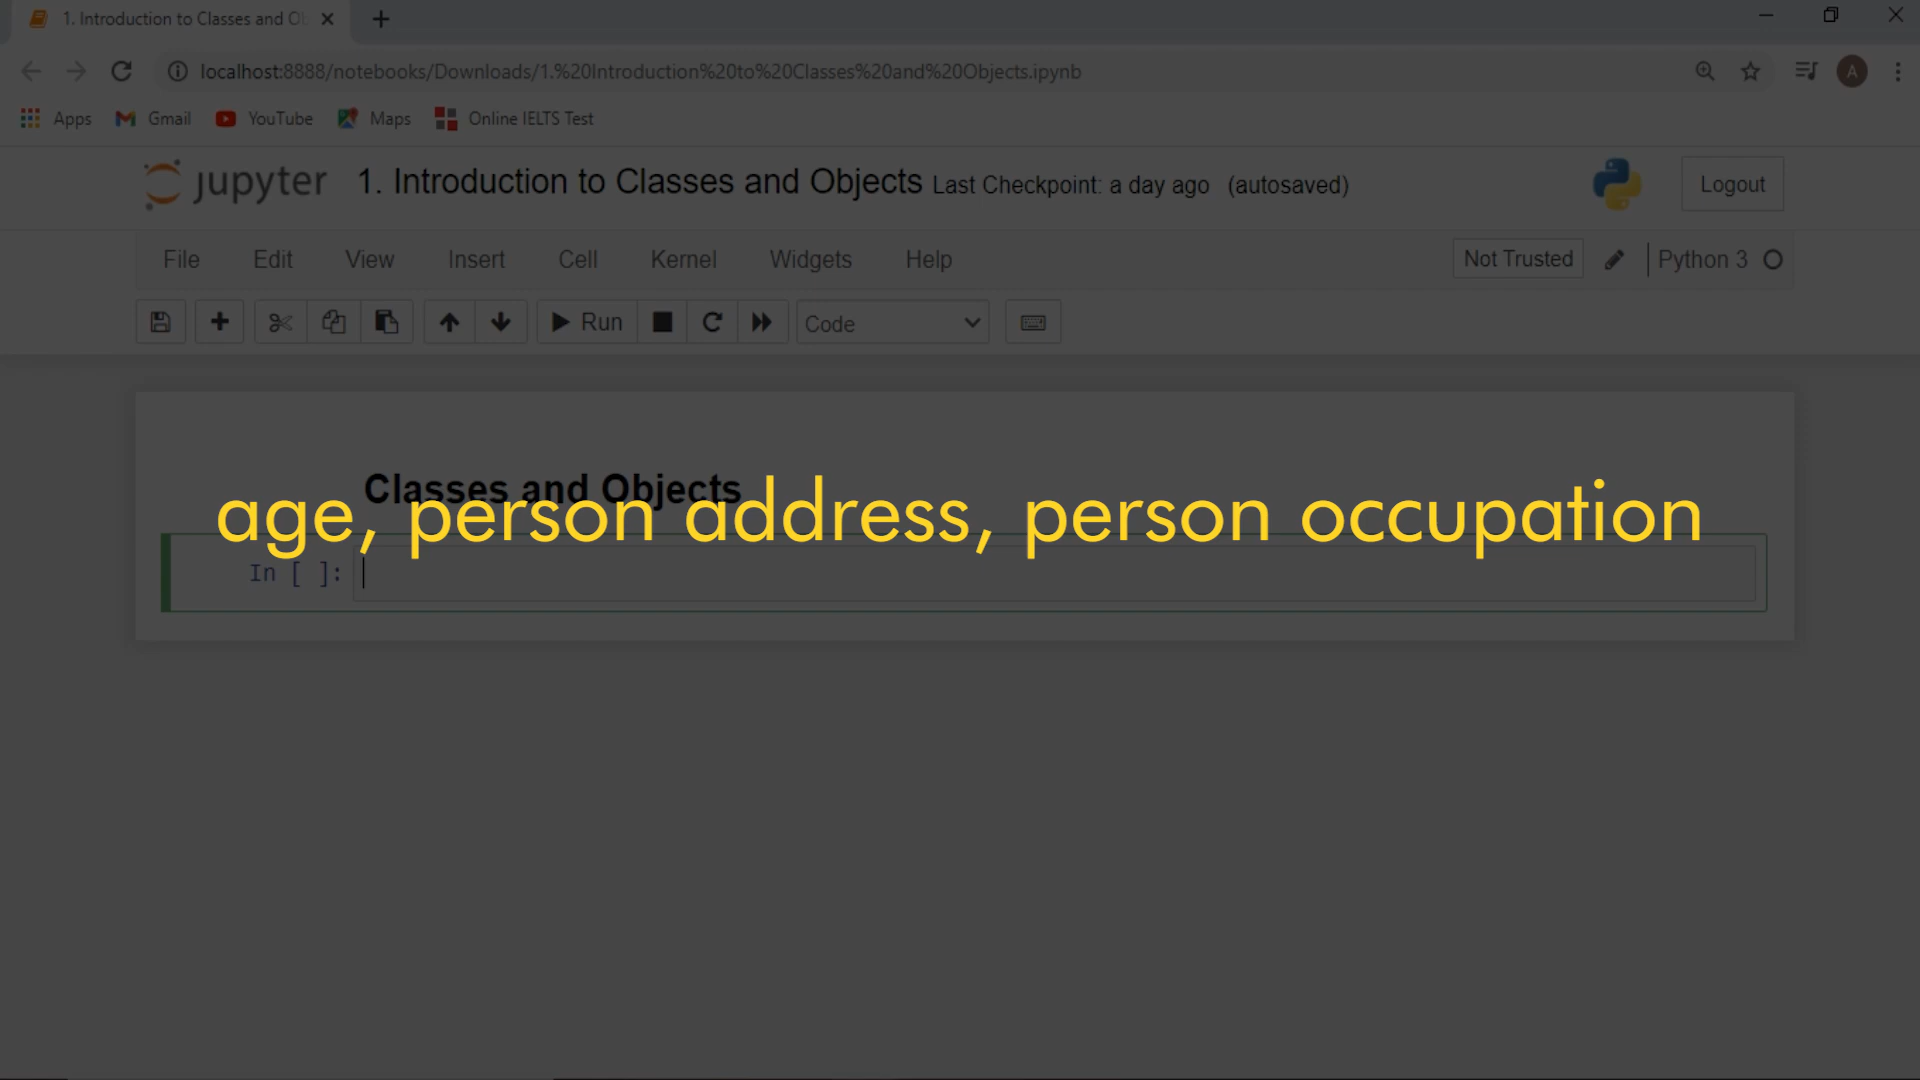 1. Introduction to Classes and Ob
localhost:8888/notebooks/Downloads/1.%20Introduction%20to%20Classes%20and%20Objects.ipynb
A
Apps Gmail YouTube Maps Online IELTS Test
jupyter 1. Introduction to Classes and Objects Last Checkpoint: a day ago (autosaved)
Logout
File Edit View Insert Cell Kernel Widgets Help
Not Trusted Python 3
Run Code
Classes and Objects
age, person address, person occupation
In [ ]: